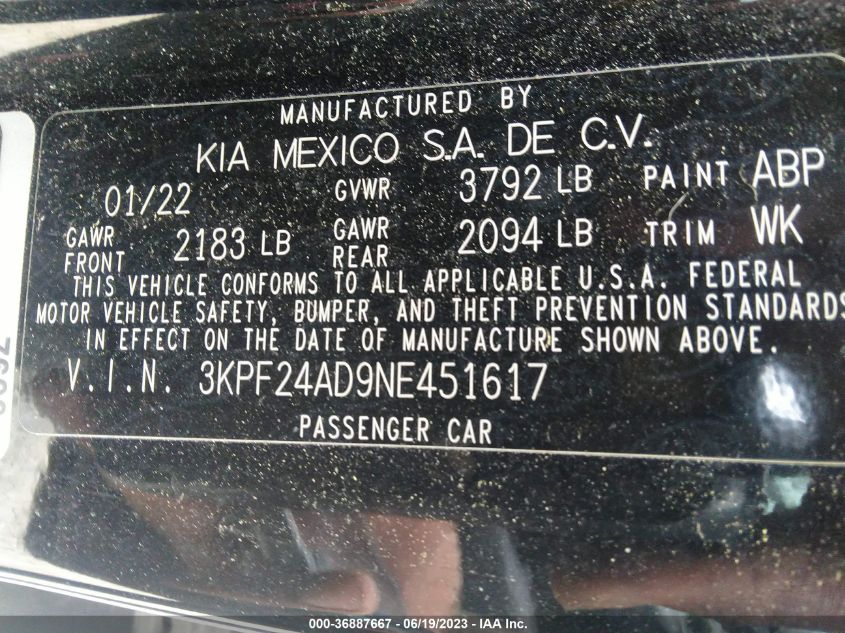 MANUFACTURED BY
KIA MEXICO S.A. DE C.V.
01/22 GVWR 3792 LB PAINT ABP
GAWR FRONT 2183 LB GAWR REAR 2094 LB TRIM WK
THIS VEHICLE CONFORMS TO ALL APPLICABLE U.S.A. FEDERAL
MOTOR VEHICLE SAFETY, BUMPER, AND THEFT PREVENTION STANDARDS
IN EFFECT ON THE DATE OF MANUFACTURE SHOWN ABOVE.
V.I.N. 3KPF24AD9NE451617
PASSENGER CAR
000-36887667 - 06/19/2023 - IAA Inc.